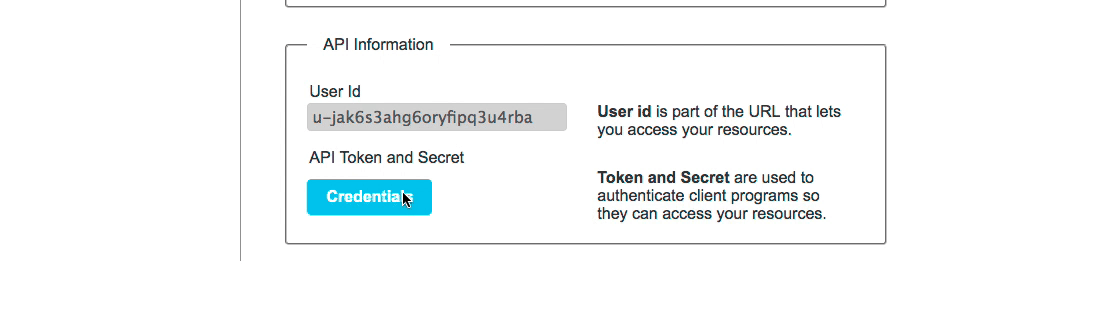 API Information
User Id
u-jak6s3ahg6oryfipq3u4rba
User id is part of the URL that lets
you access your resources.
API Token and Secret
Credentials
Token and Secret are used to
authenticate client programs so
they can access your resources.